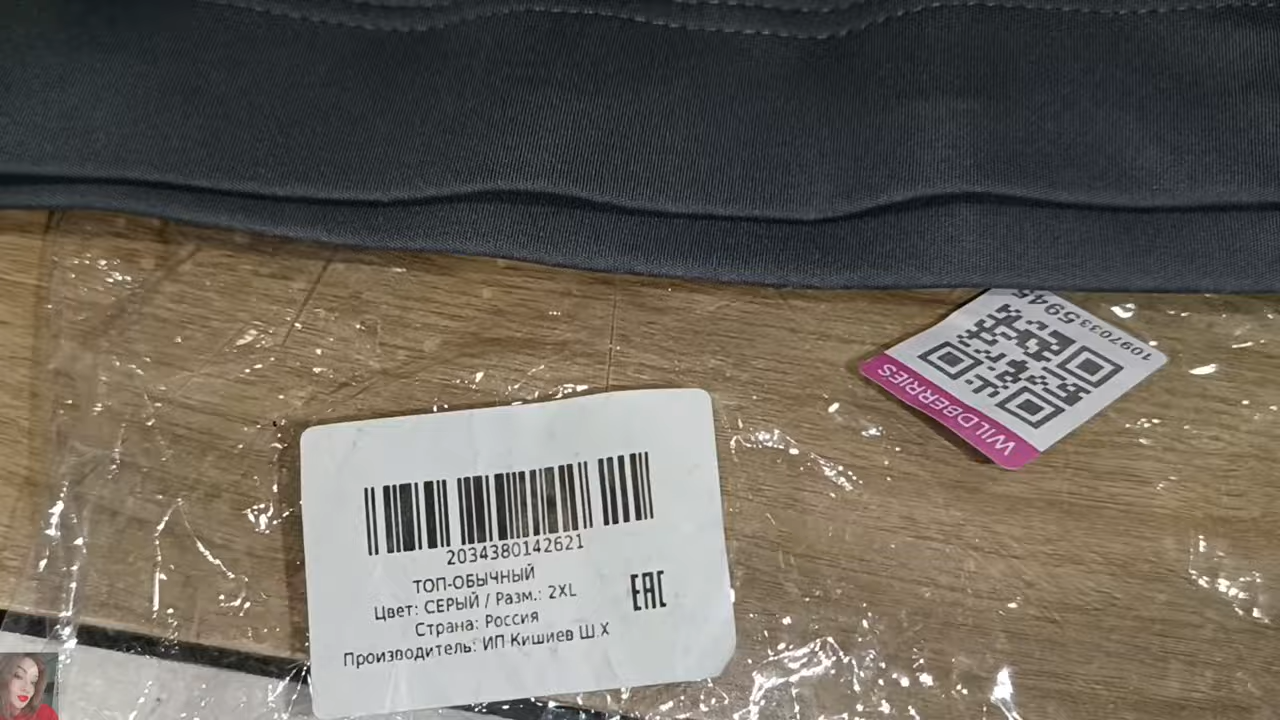 2034380142621
ТОП-ОБЫЧНЫЙ
Цвет: СЕРЫЙ / Разм.: 2XL
Страна: Россия
Производитель: ИП Кишиев Ш.Х
EAC
10970335945
WILDBERRIES